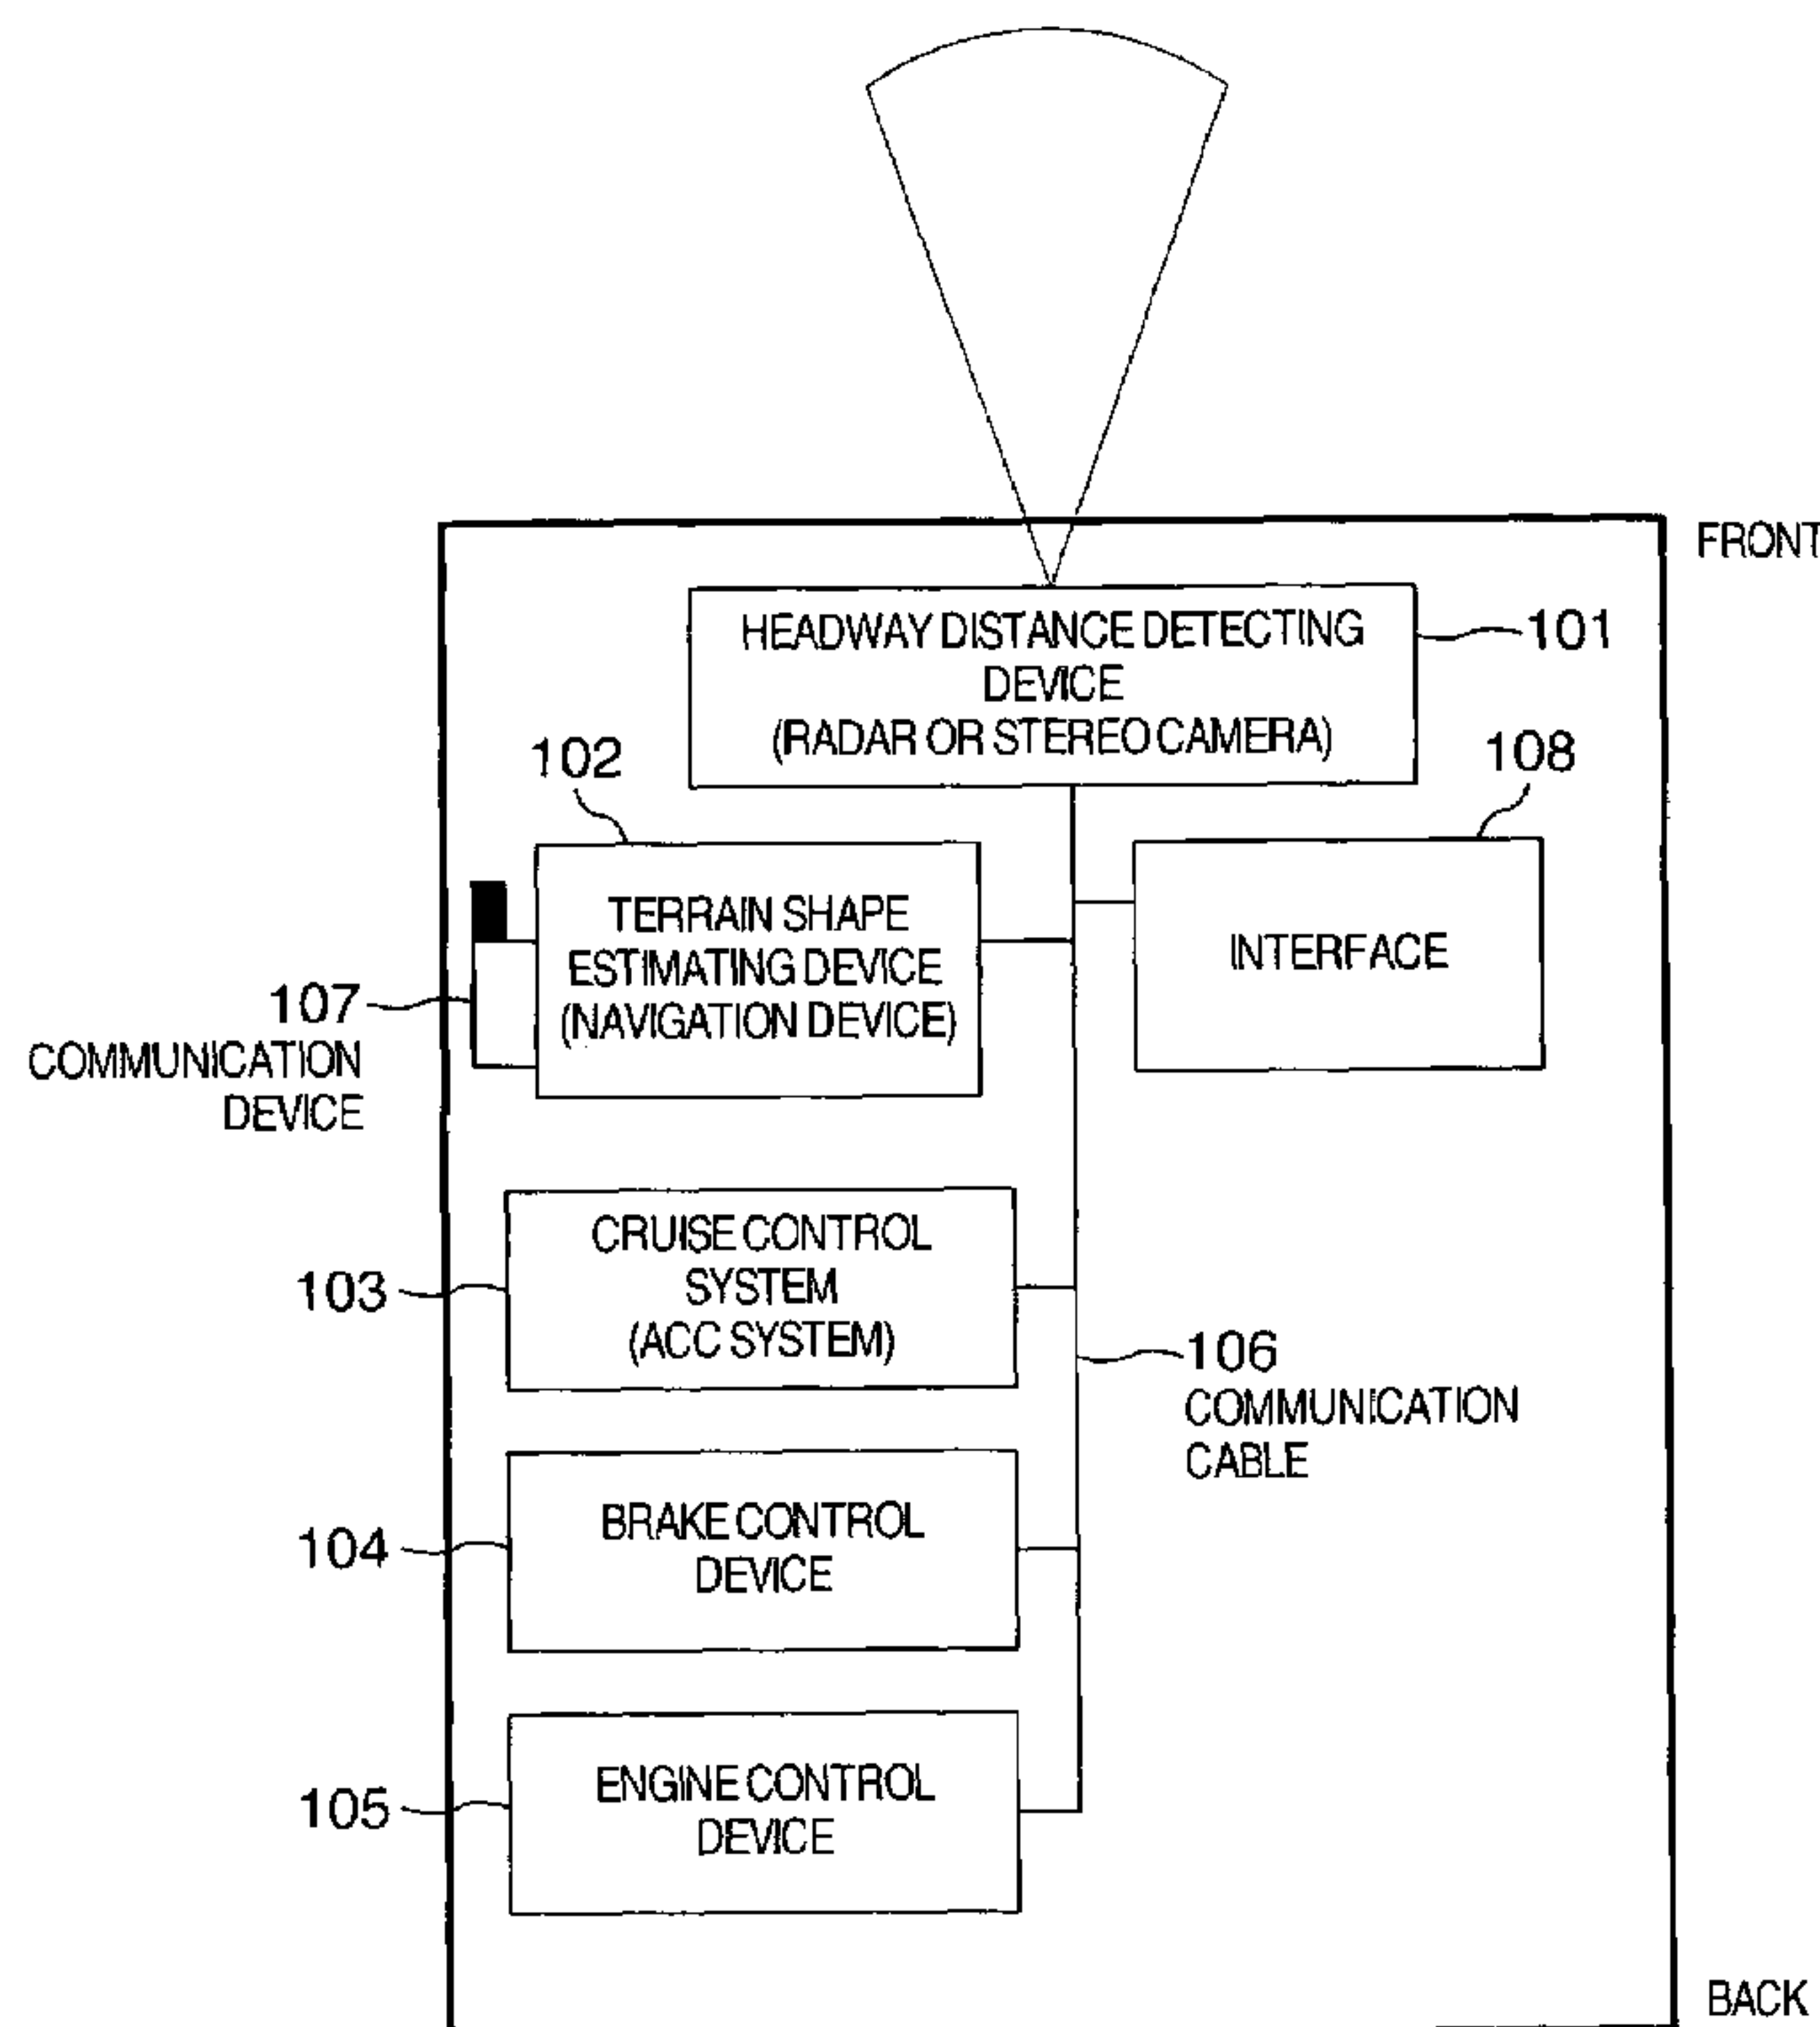 FRONT
HEADWAY DISTANCE DETECTING
DEVICE
(RADAR OR STEREO CAMERA)
101
102
108
TERRAIN SHAPE
ESTIMATING DEVICE
(NAVIGATION DEVICE)
INTERFACE
107
COMMUNICATION
DEVICE
CRUISE CONTROL
SYSTEM
(ACC SYSTEM)
103
106
COMMUNICATION
CABLE
BRAKE CONTROL
DEVICE
104
ENGINE CONTROL
DEVICE
105
BACK